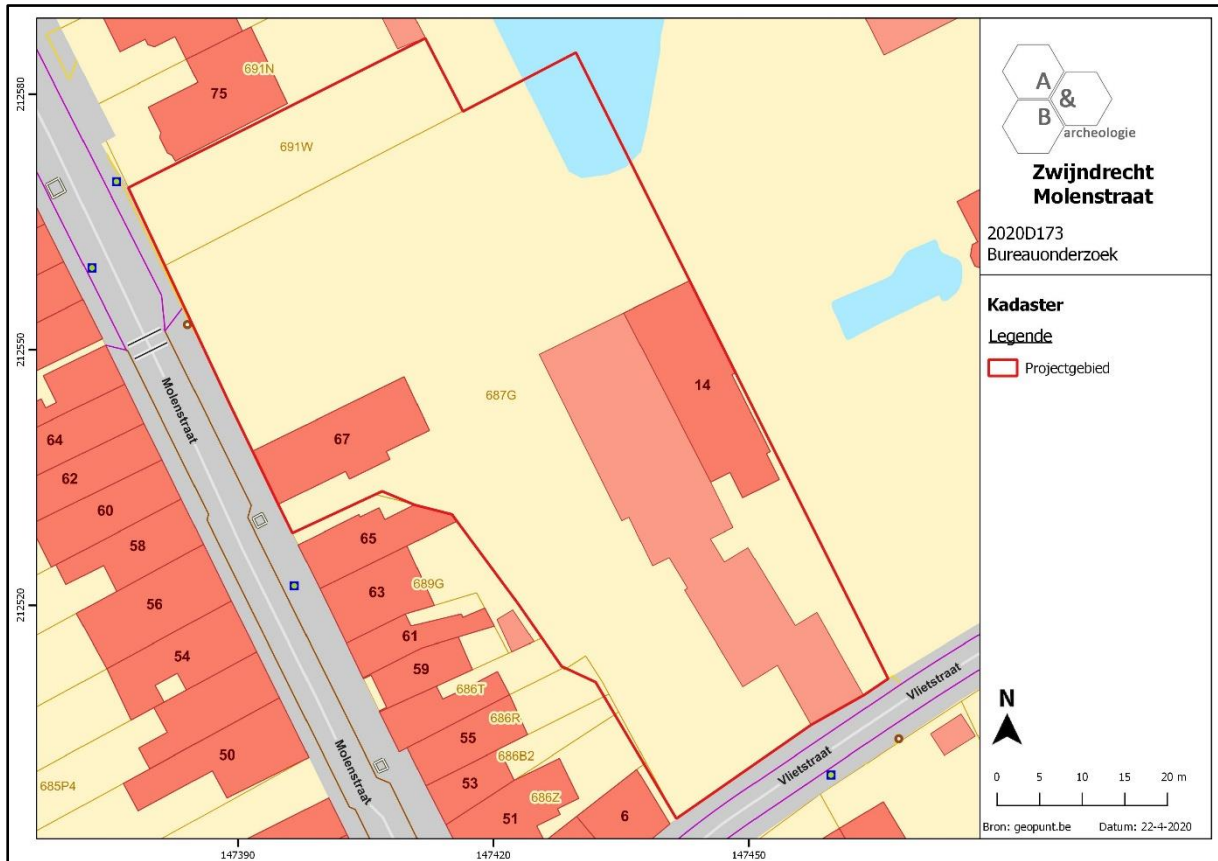 212580
212550
212520
147390
147420
147450
691N
75
691W
Molenstraat
67
687G
14
64
62
60
58
56
54
50
65
63
689G
61
59
686T
686R
55
686B2
53
686Z
51
6
685P4
Molenstraat
Vlietstraat
Vlietstraat
A
&
B
archeologie
Zwijndrecht
Molenstraat
2020D173
Bureauonderzoek
Kadaster
Legende
Projectgebied
N
0 5 10 15 20 m
Bron: geopunt.be Datum: 22-4-2020